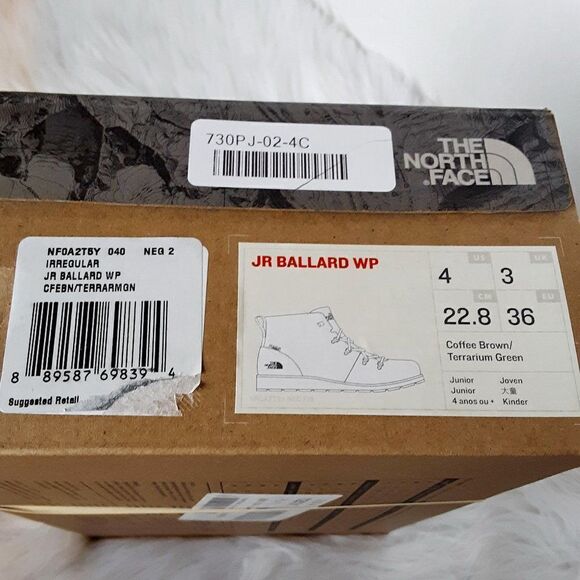 730PJ-02-4C
THE
NORTH
FACE
NF0A2T5Y 040 NEG 2
IRREGULAR
JR BALLARD WP
CFEBN/TERRARMGN
8 89587 69839 4
Suggested Retail
JR BALLARD WP
4 US 3 UK
22.8 CM 36 EU
Coffee Brown/
Terrarium Green
Junior Joven
Junior 大童
4 anos ou + Kinder